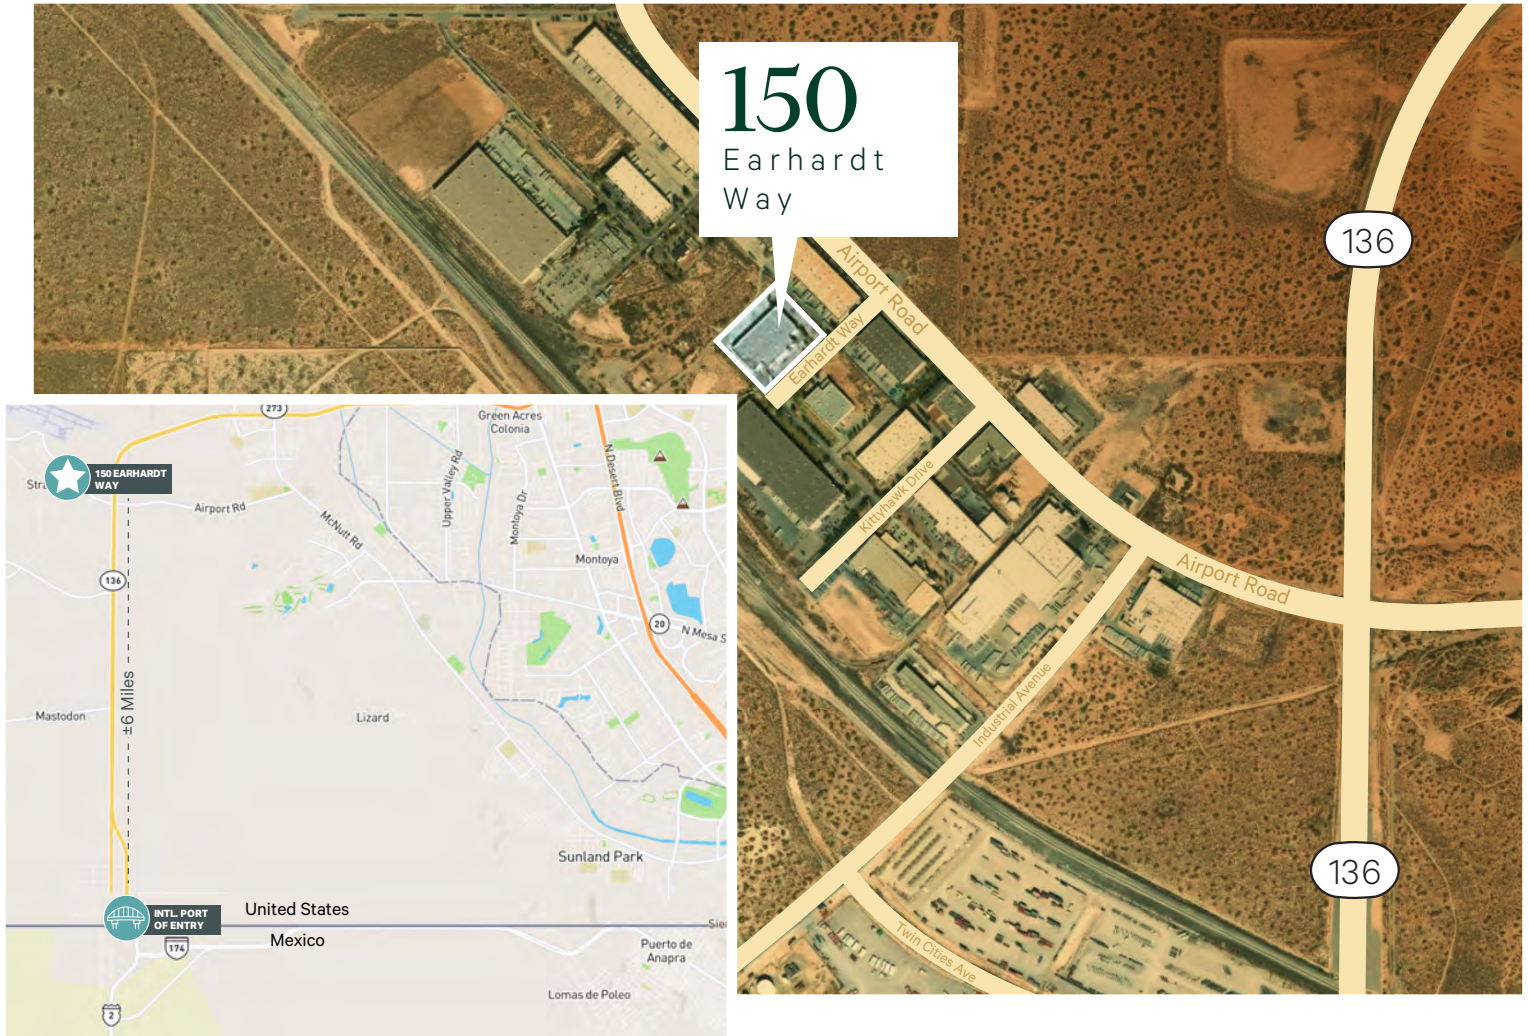 150
Earhardt
Way
136
Airport Road
Earhardt Way
Kittyhawk Drive
Airport Road
Industrial Avenue
136
Twin Cities Ave
273
Green Acres
Colonia
150 EARHARDT
WAY
Airport Rd
McNutt Rd
Upper Valley Rd
Montoya Dr
N Desert Blvd
Montoya
136
20
N Mesa S
±6 Miles
Mastodon
Lizard
Sunland Park
INTL. PORT
OF ENTRY
United States
Mexico
174
Puerto de
Anapra
Lomas de Poleo
2